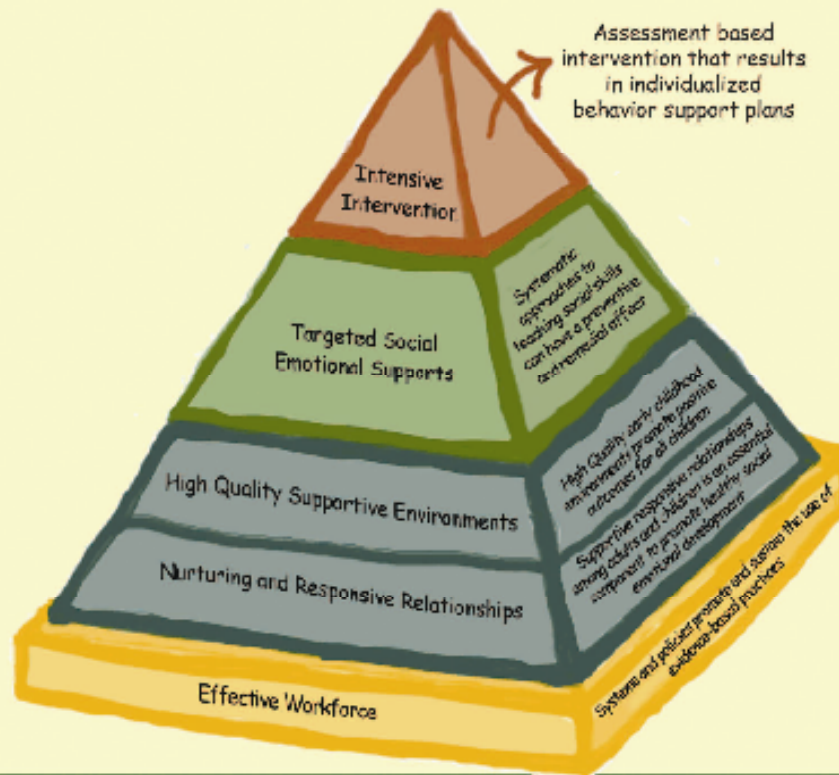 Assessment based
intervention that results
in individualized
behavior support plans
Intensive
Intervention
Systematic
approaches to
teaching social skills
can have a preventive
and remedial effect
Targeted Social
Emotional Supports
High Quality early childhood
environments promote positive
outcomes for all children
High Quality Supportive Environments
Supportive responsive relationships
among adults and children is an essential
component to promote healthy social
emotional development
Nurturing and Responsive Relationships
Systems and policies promote and sustain the use of
evidence-based practices
Effective Workforce